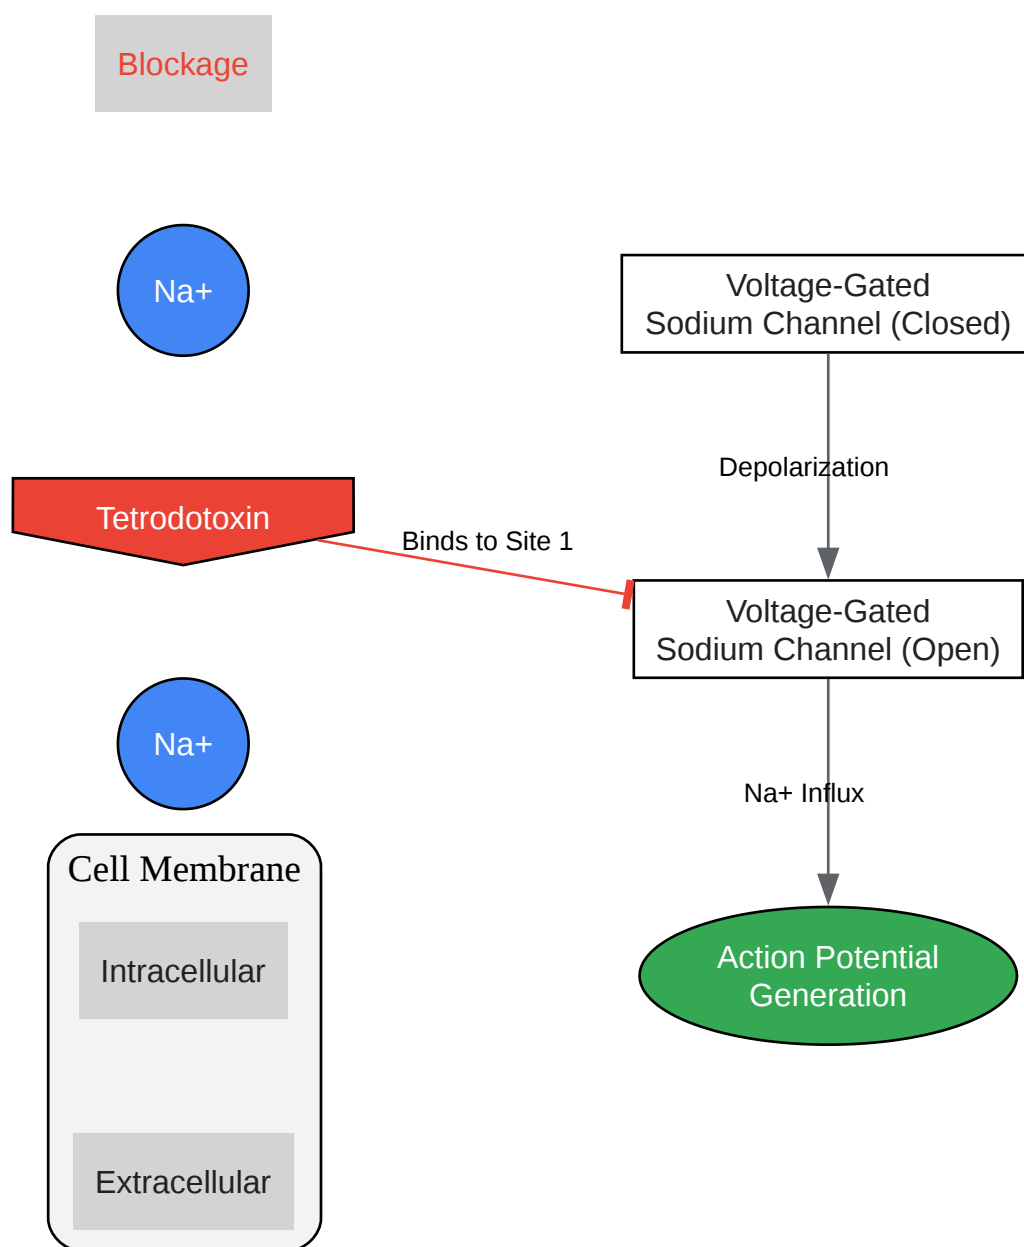 Blockage
Na+
Voltage-Gated
Sodium Channel (Closed)
Depolarization
Tetrodotoxin
Binds to Site 1
Voltage-Gated
Sodium Channel (Open)
Na+
Na+ Influx
Cell Membrane
Intracellular
Action Potential
Generation
Extracellular